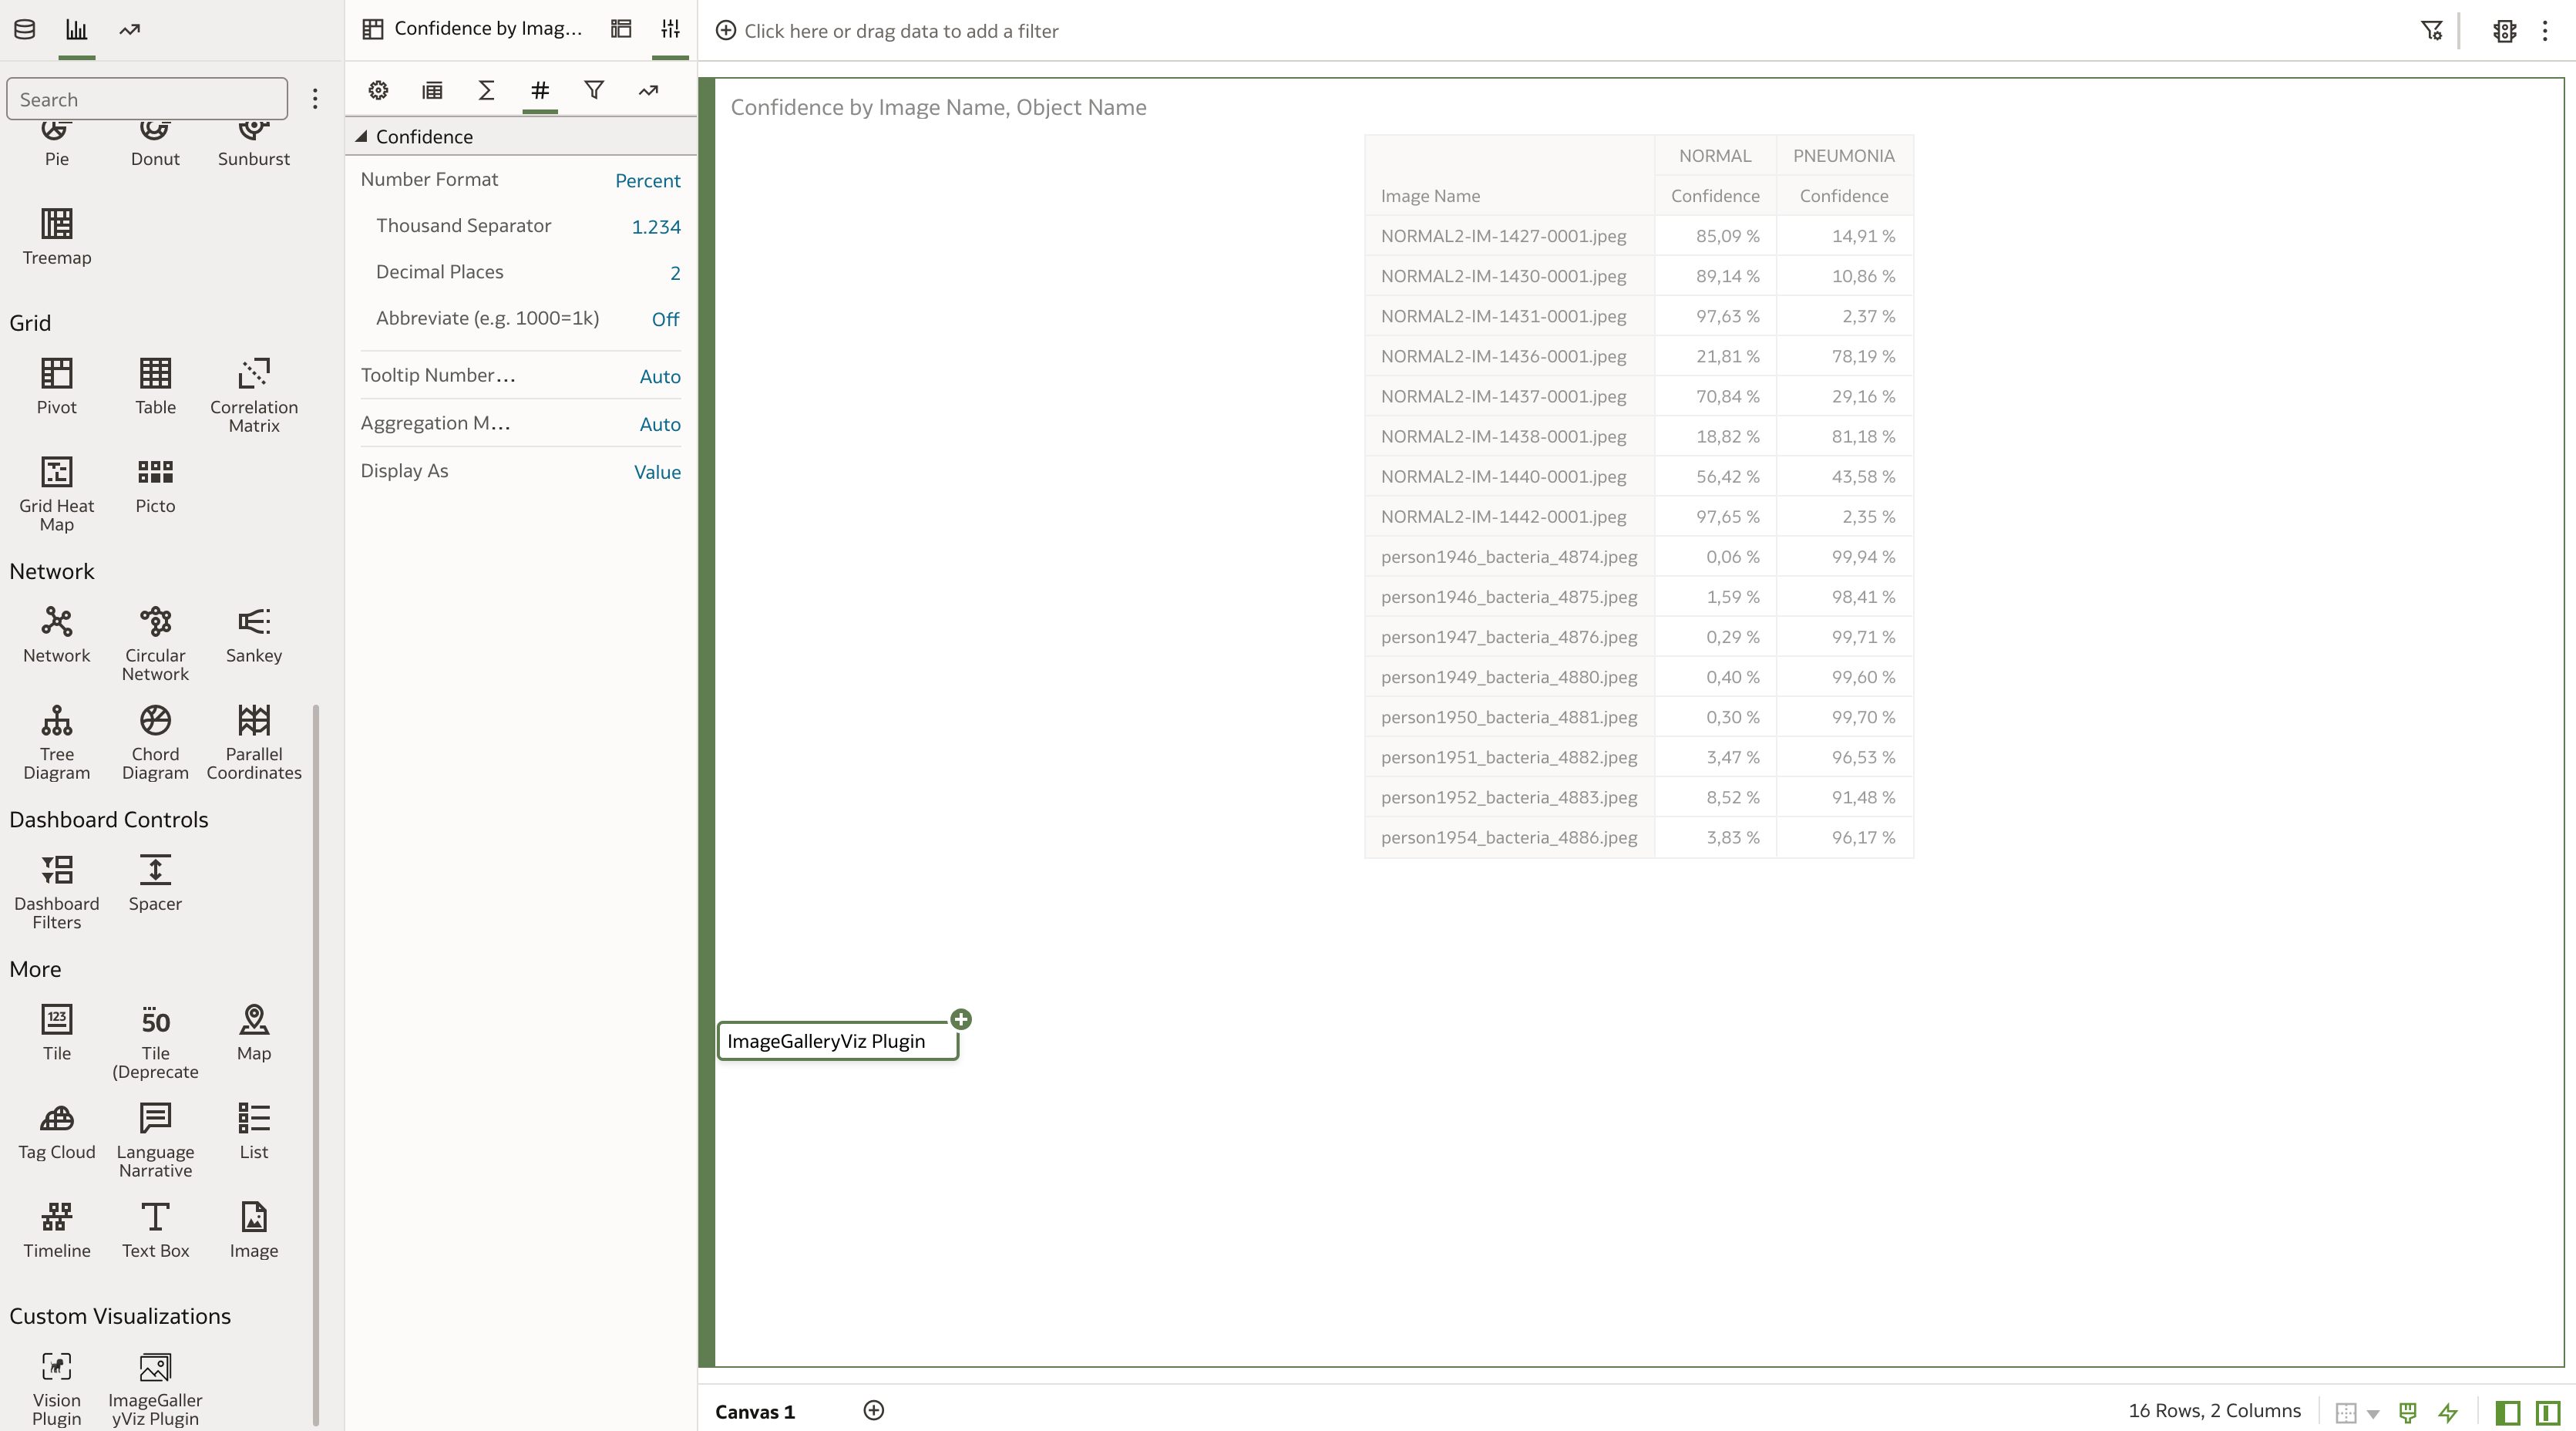 Search
Pie
Donut
Sunburst
Treemap
Grid
Pivot
Table
Correlation
Matrix
Grid Heat
Map
Picto
Network
Network
Circular
Network
Sankey
Tree
Diagram
Chord
Diagram
Parallel
Coordinates
Dashboard Controls
Dashboard
Filters
Spacer
More
123
Tile
50
Tile
(Deprecate
Map
Tag Cloud
Language
Narrative
List
Timeline
Text Box
Image
Custom Visualizations
Vision
Plugin
ImageGaller
yViz Plugin
Confidence by Imag...
Confidence
Number Format Percent
Thousand Separator 1.234
Decimal Places 2
Abbreviate (e.g. 1000=1k) Off
Tooltip Number... Auto
Aggregation M... Auto
Display As Value
Click here or drag data to add a filter
Confidence by Image Name, Object Name
NORMAL PNEUMONIA
Image Name Confidence Confidence
NORMAL2-IM-1427-0001.jpeg 85,09 % 14,91 %
NORMAL2-IM-1430-0001.jpeg 89,14 % 10,86 %
NORMAL2-IM-1431-0001.jpeg 97,63 % 2,37 %
NORMAL2-IM-1436-0001.jpeg 21,81 % 78,19 %
NORMAL2-IM-1437-0001.jpeg 70,84 % 29,16 %
NORMAL2-IM-1438-0001.jpeg 18,82 % 81,18 %
NORMAL2-IM-1440-0001.jpeg 56,42 % 43,58 %
NORMAL2-IM-1442-0001.jpeg 97,65 % 2,35 %
person1946_bacteria_4874.jpeg 0,06 % 99,94 %
person1946_bacteria_4875.jpeg 1,59 % 98,41 %
person1947_bacteria_4876.jpeg 0,29 % 99,71 %
person1949_bacteria_4880.jpeg 0,40 % 99,60 %
person1950_bacteria_4881.jpeg 0,30 % 99,70 %
person1951_bacteria_4882.jpeg 3,47 % 96,53 %
person1952_bacteria_4883.jpeg 8,52 % 91,48 %
person1954_bacteria_4886.jpeg 3,83 % 96,17 %
ImageGalleryViz Plugin
Canvas 1
16 Rows, 2 Columns